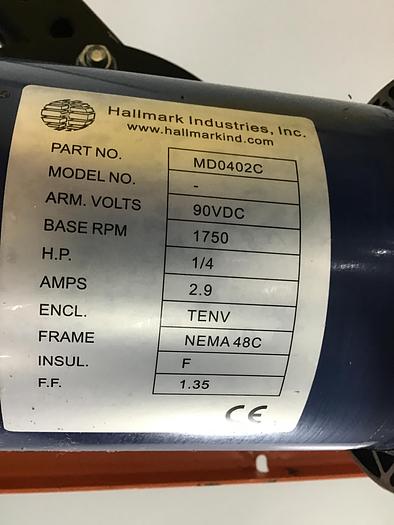 Hallmark Industries, Inc.
www.hallmarkind.com
PART NO. MD0402C
MODEL NO. -
ARM. VOLTS 90VDC
BASE RPM 1750
H.P. 1/4
AMPS 2.9
ENCL. TENV
FRAME NEMA 48C
INSUL. F
F.F. 1.35
CE